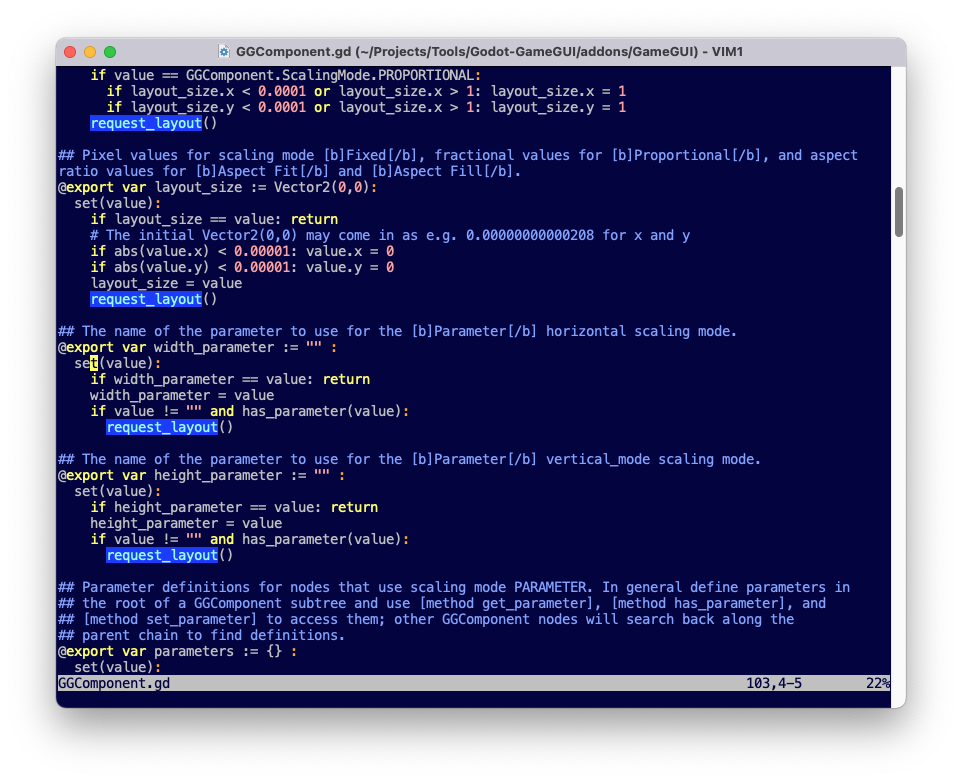 GGComponent.gd (~/Projects/Tools/Godot-GameGUI/addons/GameGUI) - VIM1
    if value == GGComponent.ScalingMode.PROPORTIONAL:
      if layout_size.x < 0.0001 or layout_size.x > 1: layout_size.x = 1
      if layout_size.y < 0.0001 or layout_size.x > 1: layout_size.y = 1
    request_layout()

## Pixel values for scaling mode [b]Fixed[/b], fractional values for [b]Proportional[/b], and aspect
ratio values for [b]Aspect Fit[/b] and [b]Aspect Fill[/b].
@export var layout_size := Vector2(0,0):
  set(value):
    if layout_size == value: return
    # The initial Vector2(0,0) may come in as e.g. 0.00000000000208 for x and y
    if abs(value.x) < 0.00001: value.x = 0
    if abs(value.y) < 0.00001: value.y = 0
    layout_size = value
    request_layout()

## The name of the parameter to use for the [b]Parameter[/b] horizontal scaling mode.
@export var width_parameter := "" :
  set(value):
    if width_parameter == value: return
    width_parameter = value
    if value != "" and has_parameter(value):
      request_layout()

## The name of the parameter to use for the [b]Parameter[/b] vertical_mode scaling mode.
@export var height_parameter := "" :
  set(value):
    if height_parameter == value: return
    height_parameter = value
    if value != "" and has_parameter(value):
      request_layout()

## Parameter definitions for nodes that use scaling mode PARAMETER. In general define parameters in
## the root of a GGComponent subtree and use [method get_parameter], [method has_parameter], and
## [method set_parameter] to access them; other GGComponent nodes will search back along the
## parent chain to find definitions.
@export var parameters := {} :
  set(value):
GGComponent.gd 103,4-5 22%